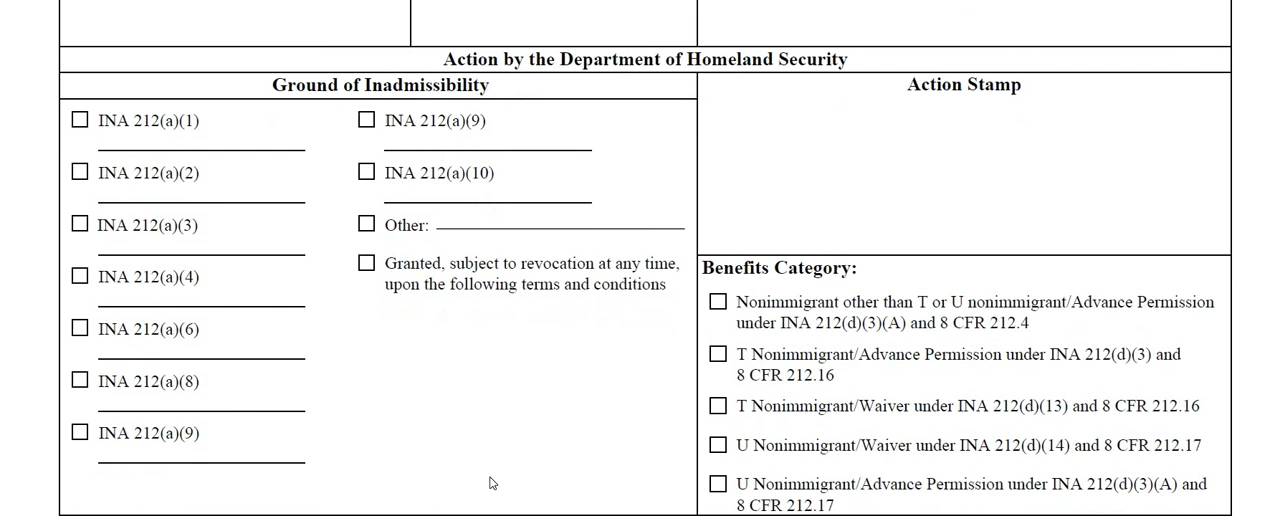 Action by the Department of Homeland Security
Ground of Inadmissibility
INA 212(a)(1)
INA 212(a)(2)
INA 212(a)(3)
INA 212(a)(4)
INA 212(a)(6)
INA 212(a)(8)
INA 212(a)(9)
INA 212(a)(9)
INA 212(a)(10)
Other:
Granted, subject to revocation at any time,
upon the following terms and conditions
Action Stamp
Benefits Category:
Nonimmigrant other than T or U nonimmigrant/Advance Permission
under INA 212(d)(3)(A) and 8 CFR 212.4
T Nonimmigrant/Advance Permission under INA 212(d)(3) and
8 CFR 212.16
T Nonimmigrant/Waiver under INA 212(d)(13) and 8 CFR 212.16
U Nonimmigrant/Waiver under INA 212(d)(14) and 8 CFR 212.17
U Nonimmigrant/Advance Permission under INA 212(d)(3)(A) and
8 CFR 212.17